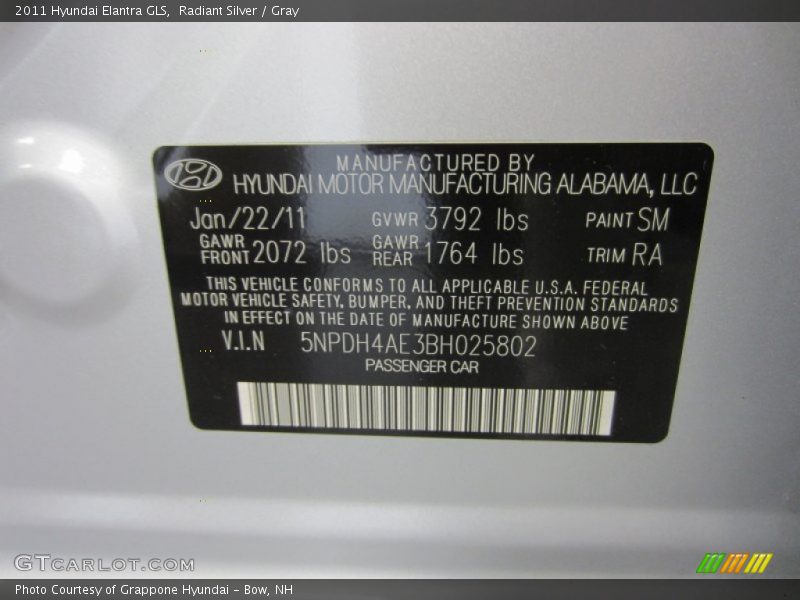 2011 Hyundai Elantra GLS, Radiant Silver / Gray
MANUFACTURED BY
HYUNDAI MOTOR MANUFACTURING ALABAMA, LLC
Jan/22/11 GVWR 3792 lbs PAINT SM
GAWR FRONT 2072 lbs GAWR REAR 1764 lbs TRIM RA
THIS VEHICLE CONFORMS TO ALL APPLICABLE U.S.A. FEDERAL
MOTOR VEHICLE SAFETY, BUMPER, AND THEFT PREVENTION STANDARDS
IN EFFECT ON THE DATE OF MANUFACTURE SHOWN ABOVE
V.I.N 5NPDH4AE3BH025802
PASSENGER CAR
GTCARLOT.COM
Photo Courtesy of Grappone Hyundai - Bow, NH